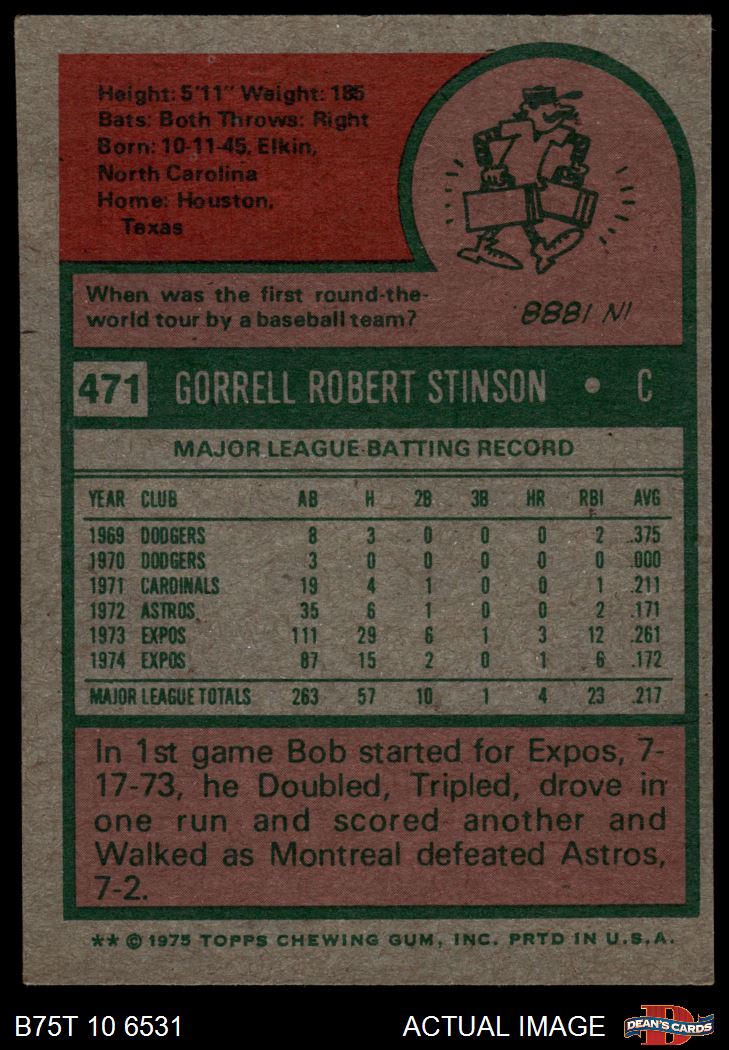 Height: 5'11" Weight: 185
Bats: Both Throws: Right
Born: 10-11-45, Elkin,
North Carolina
Home: Houston,
Texas
When was the first round-the-
world tour by a baseball team?
IN 1888.
471 GORRELL ROBERT STINSON • C
MAJOR LEAGUE BATTING RECORD
YEAR CLUB AB H 2B 3B HR RBI AVG
1969 DODGERS 8 3 0 0 0 2 .375
1970 DODGERS 3 0 0 0 0 0 .000
1971 CARDINALS 19 4 1 0 0 1 .211
1972 ASTROS 35 6 1 0 0 2 .171
1973 EXPOS 111 29 6 1 3 12 .261
1974 EXPOS 87 15 2 0 1 6 .172
MAJOR LEAGUE TOTALS 263 57 10 1 4 23 .217
In 1st game Bob started for Expos, 7-
17-73, he Doubled, Tripled, drove in
one run and scored another and
Walked as Montreal defeated Astros,
7-2.
** © 1975 TOPPS CHEWING GUM, INC. PRTD IN U.S.A.
B75T 10 6531 ACTUAL IMAGE DEAN'S CARDS